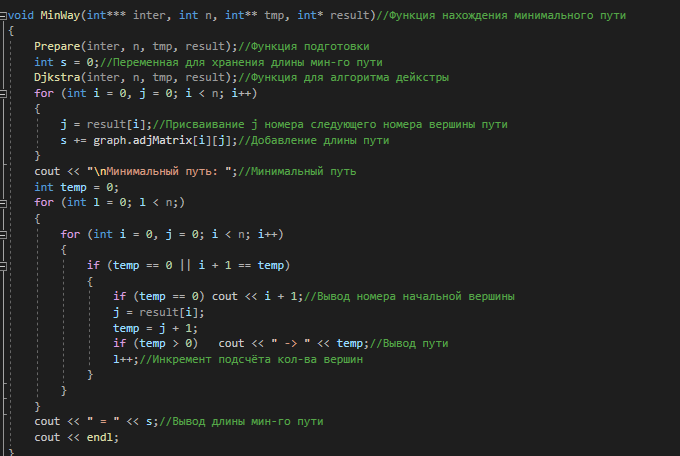 void MinWay(int*** inter, int n, int** tmp, int* result)//Функция нахождения минимального пути
{
Prepare(inter, n, tmp, result);//Функция подготовки
int s = 0;//Переменная для хранения длины мин-го пути
Djkstra(inter, n, tmp, result);//Функция для алгоритма дейкстры
for (int i = 0, j = 0; i < n; i++)
{
j = result[i];//Присваивание j номера следующего номера вершины пути
s += graph.adjMatrix[i][j];//Добавление длины пути
}
cout << "\nМинимальный путь: ";//Минимальный путь
int temp = 0;
for (int l = 0; l < n;)
{
for (int i = 0, j = 0; i < n; i++)
{
if (temp == 0 || i + 1 == temp)
{
if (temp == 0) cout << i + 1;//Вывод номера начальной вершины
j = result[i];
temp = j + 1;
if (temp > 0)   cout << " -> " << temp;//Вывод пути
l++;//Инкремент подсчёта кол-ва вершин
}
}
}
cout << " = " << s;//Вывод длины мин-го пути
cout << endl;
}